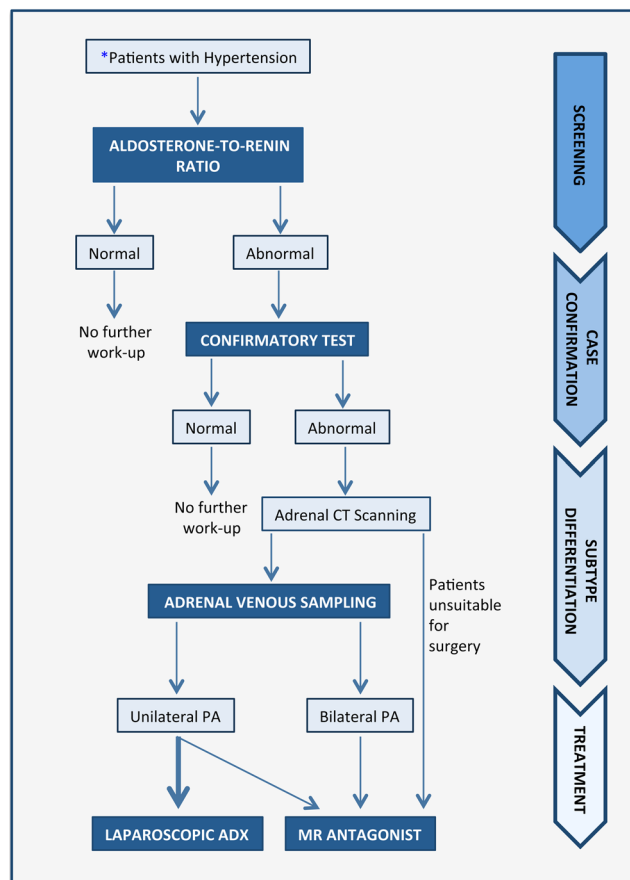 *Patients with Hypertension
ALDOSTERONE-TO-RENIN
RATIO
Normal
Abnormal
No further
work-up
CONFIRMATORY TEST
Normal
Abnormal
No further
work-up
Adrenal CT Scanning
ADRENAL VENOUS SAMPLING
Patients
unsuitable
for
surgery
Unilateral PA
Bilateral PA
LAPAROSCOPIC ADX
MR ANTAGONIST
SCREENING
CASE
CONFIRMATION
SUBTYPE
DIFFERENTIATION
TREATMENT